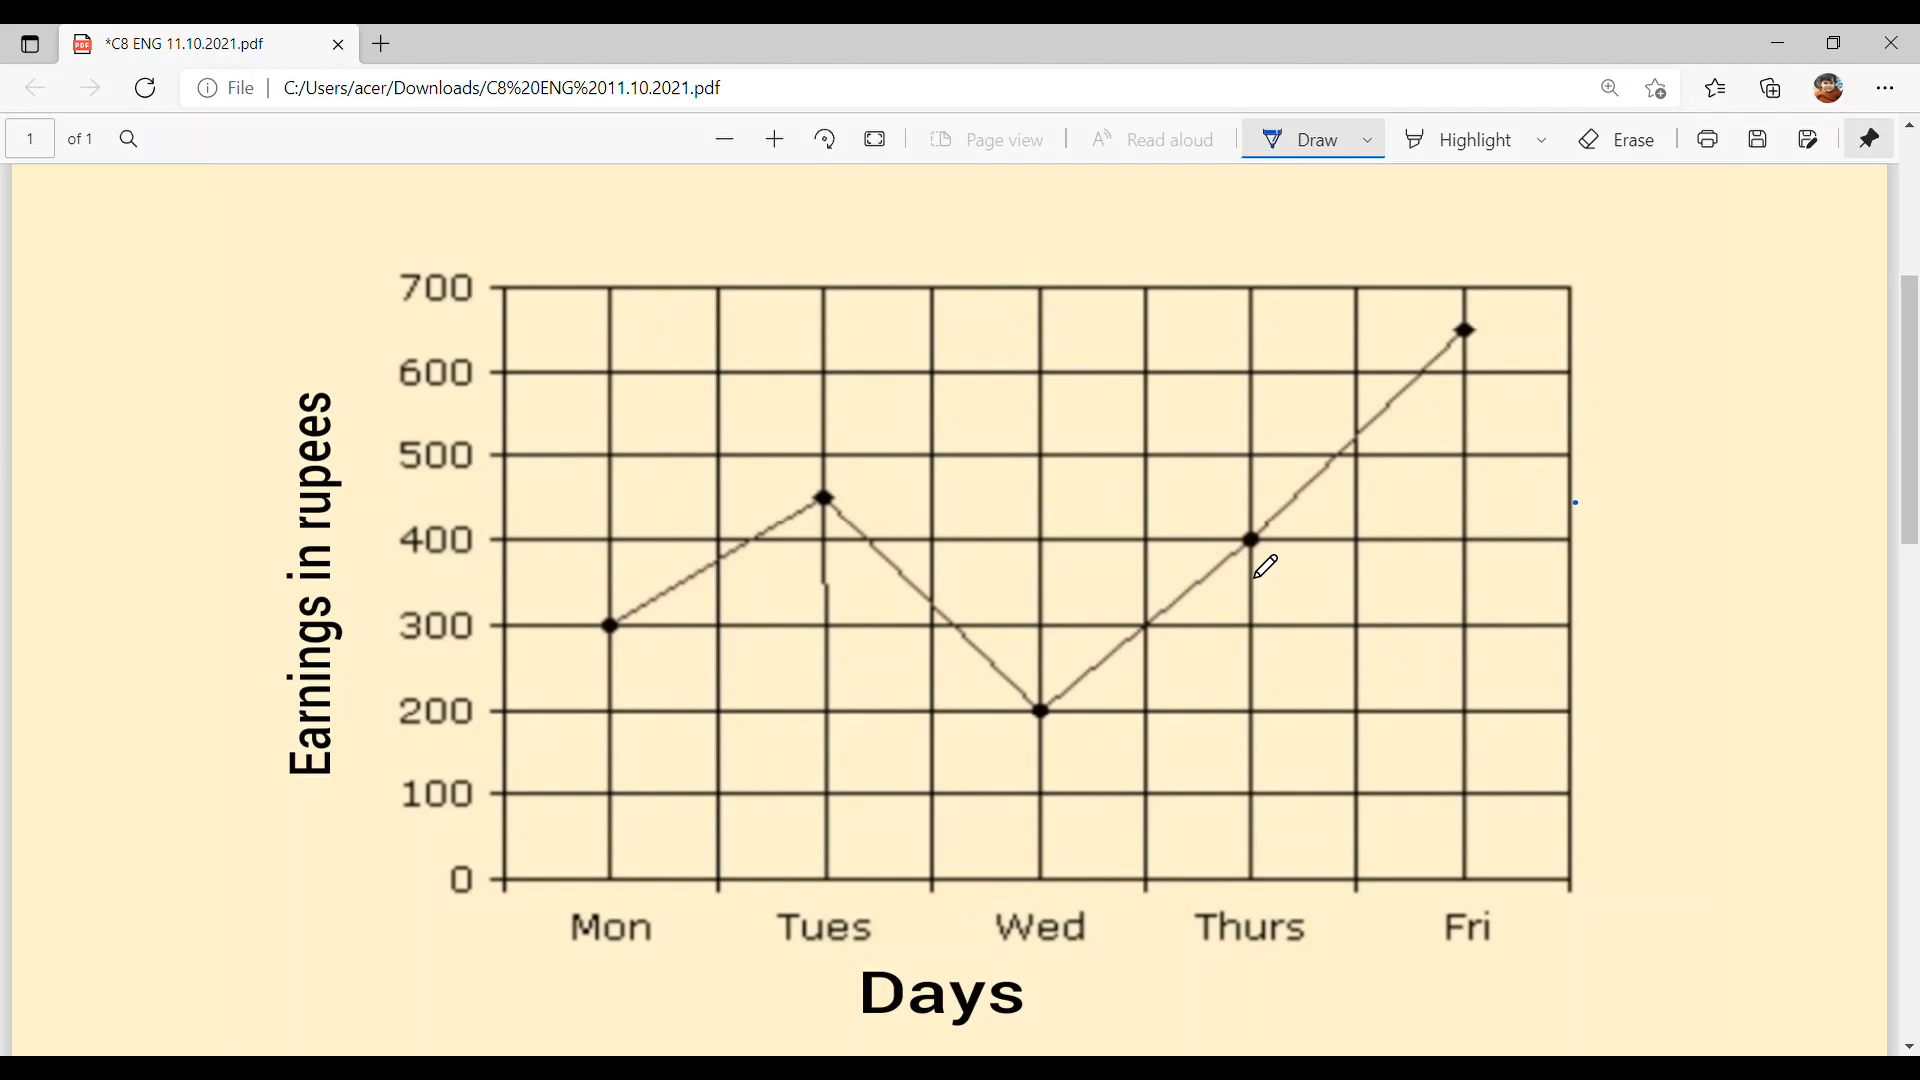 *C8 ENG 11.10.2021.pdf
File C:/Users/acer/Downloads/C8%20ENG%2011.10.2021.pdf
1 of 1 Page view Read aloud Draw Highlight Erase
700
600
500
400
300
200
100
0
Earnings in rupees
Mon Tues Wed Thurs Fri
Days